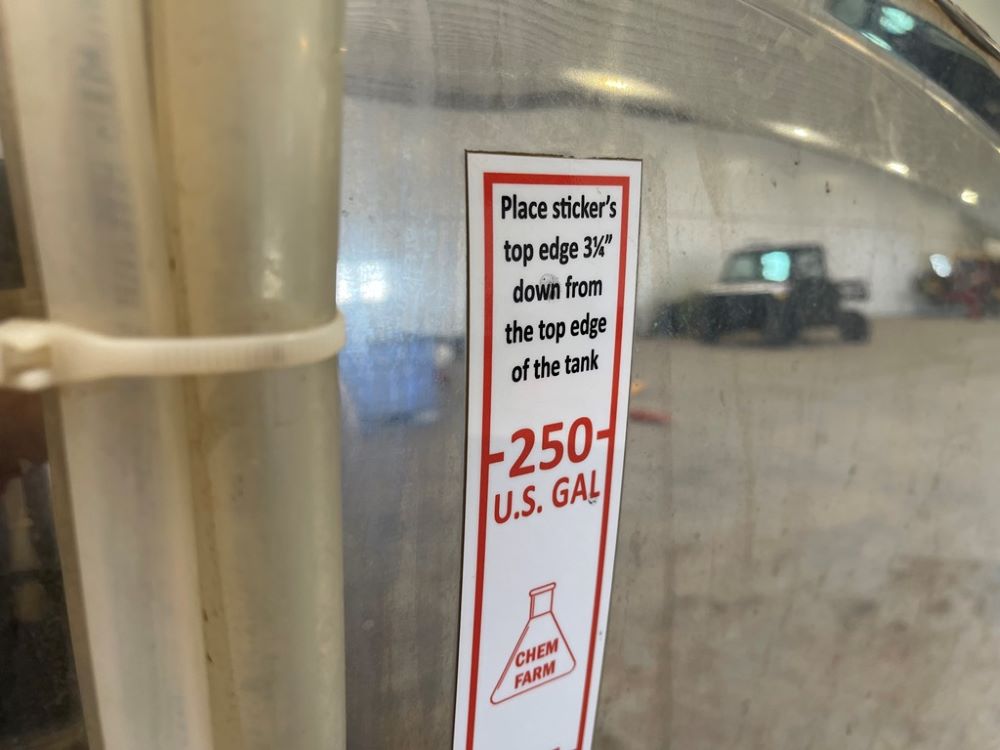 Place sticker's
top edge 3¼”
down from
the top edge
of the tank
-250-
U.S. GAL
CHEM
FARM